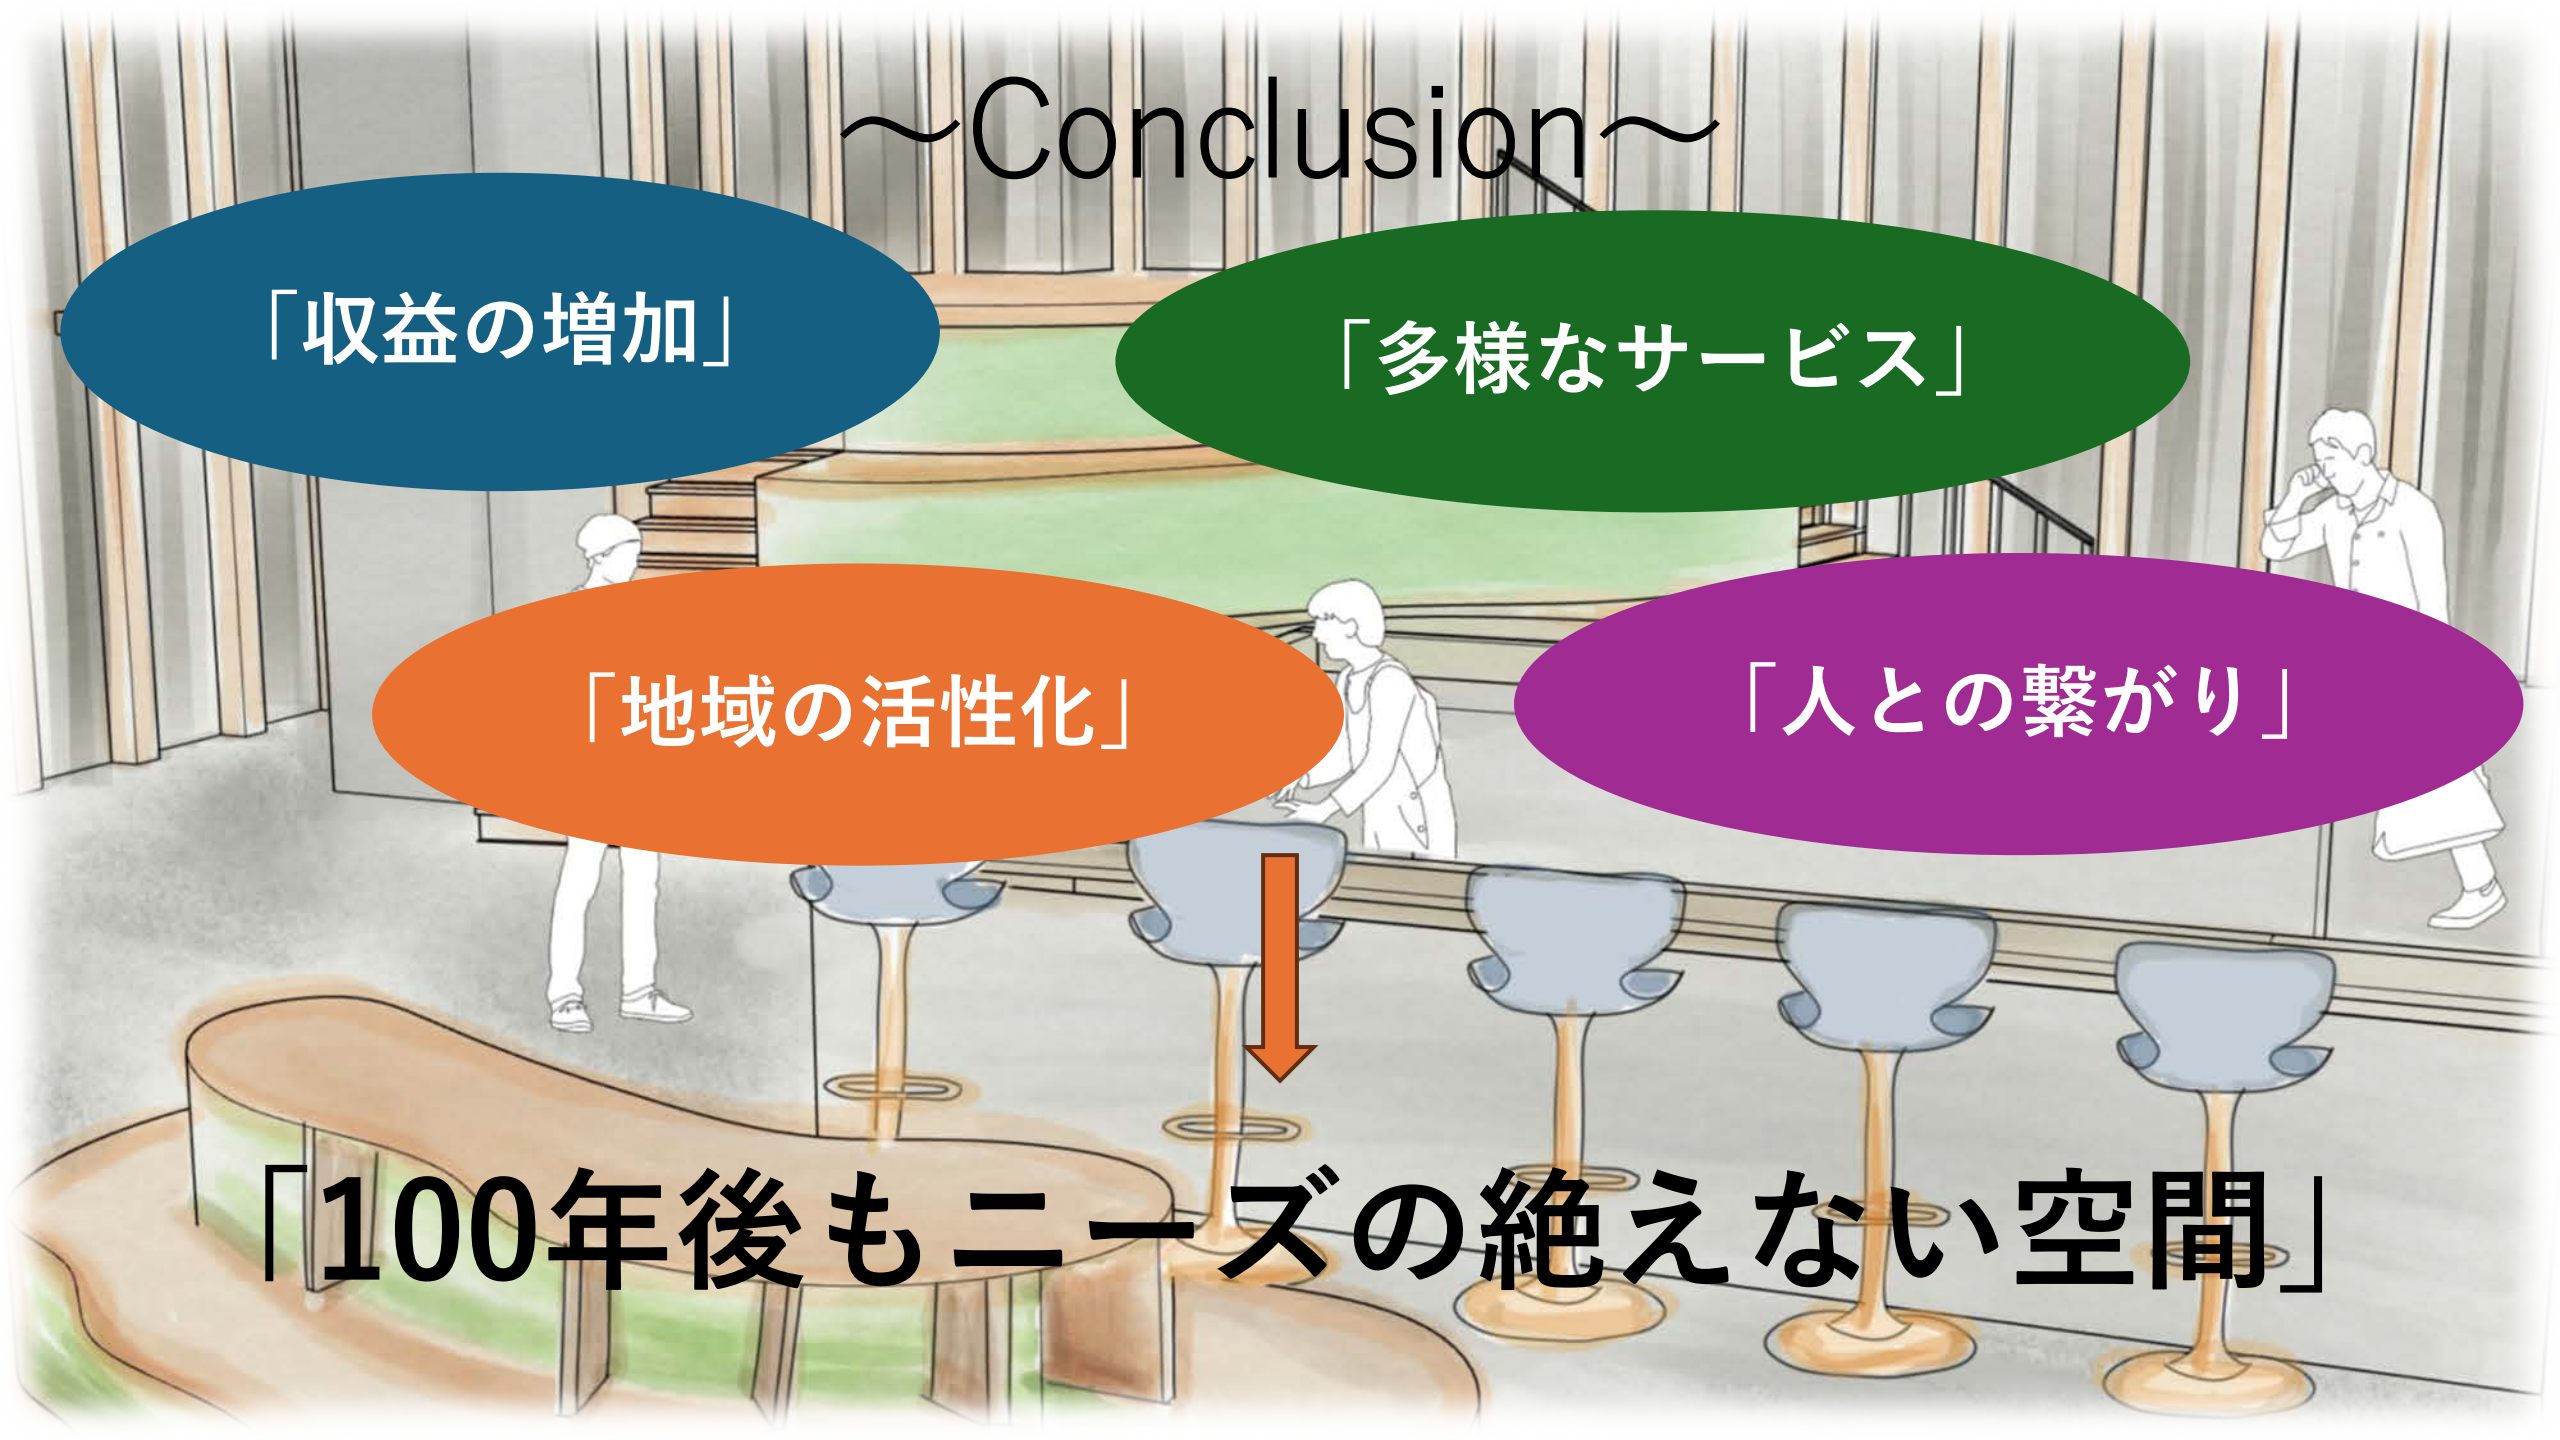 ～Conclusion～
「収益の増加」
「多様なサービス」
「地域の活性化」
「人との繋がり」
「100年後もニーズの絶えない空間」